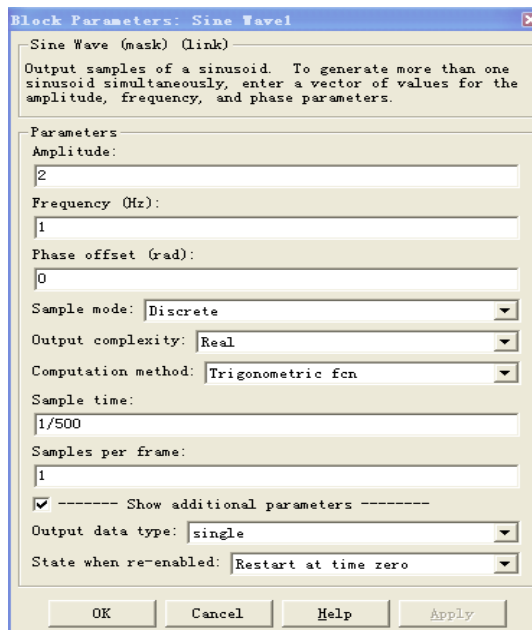 Block Parameters: Sine Wave1
Sine Wave (mask) (link)
Output samples of a sinusoid. To generate more than one
sinusoid simultaneously, enter a vector of values for the
amplitude, frequency, and phase parameters.
Parameters
Amplitude:
2
Frequency (Hz):
1
Phase offset (rad):
0
Sample mode: Discrete
Output complexity: Real
Computation method: Trigonometric fcn
Sample time:
1/500
Samples per frame:
1
------- Show additional parameters --------
Output data type: single
State when re-enabled: Restart at time zero
OK Cancel Help Apply